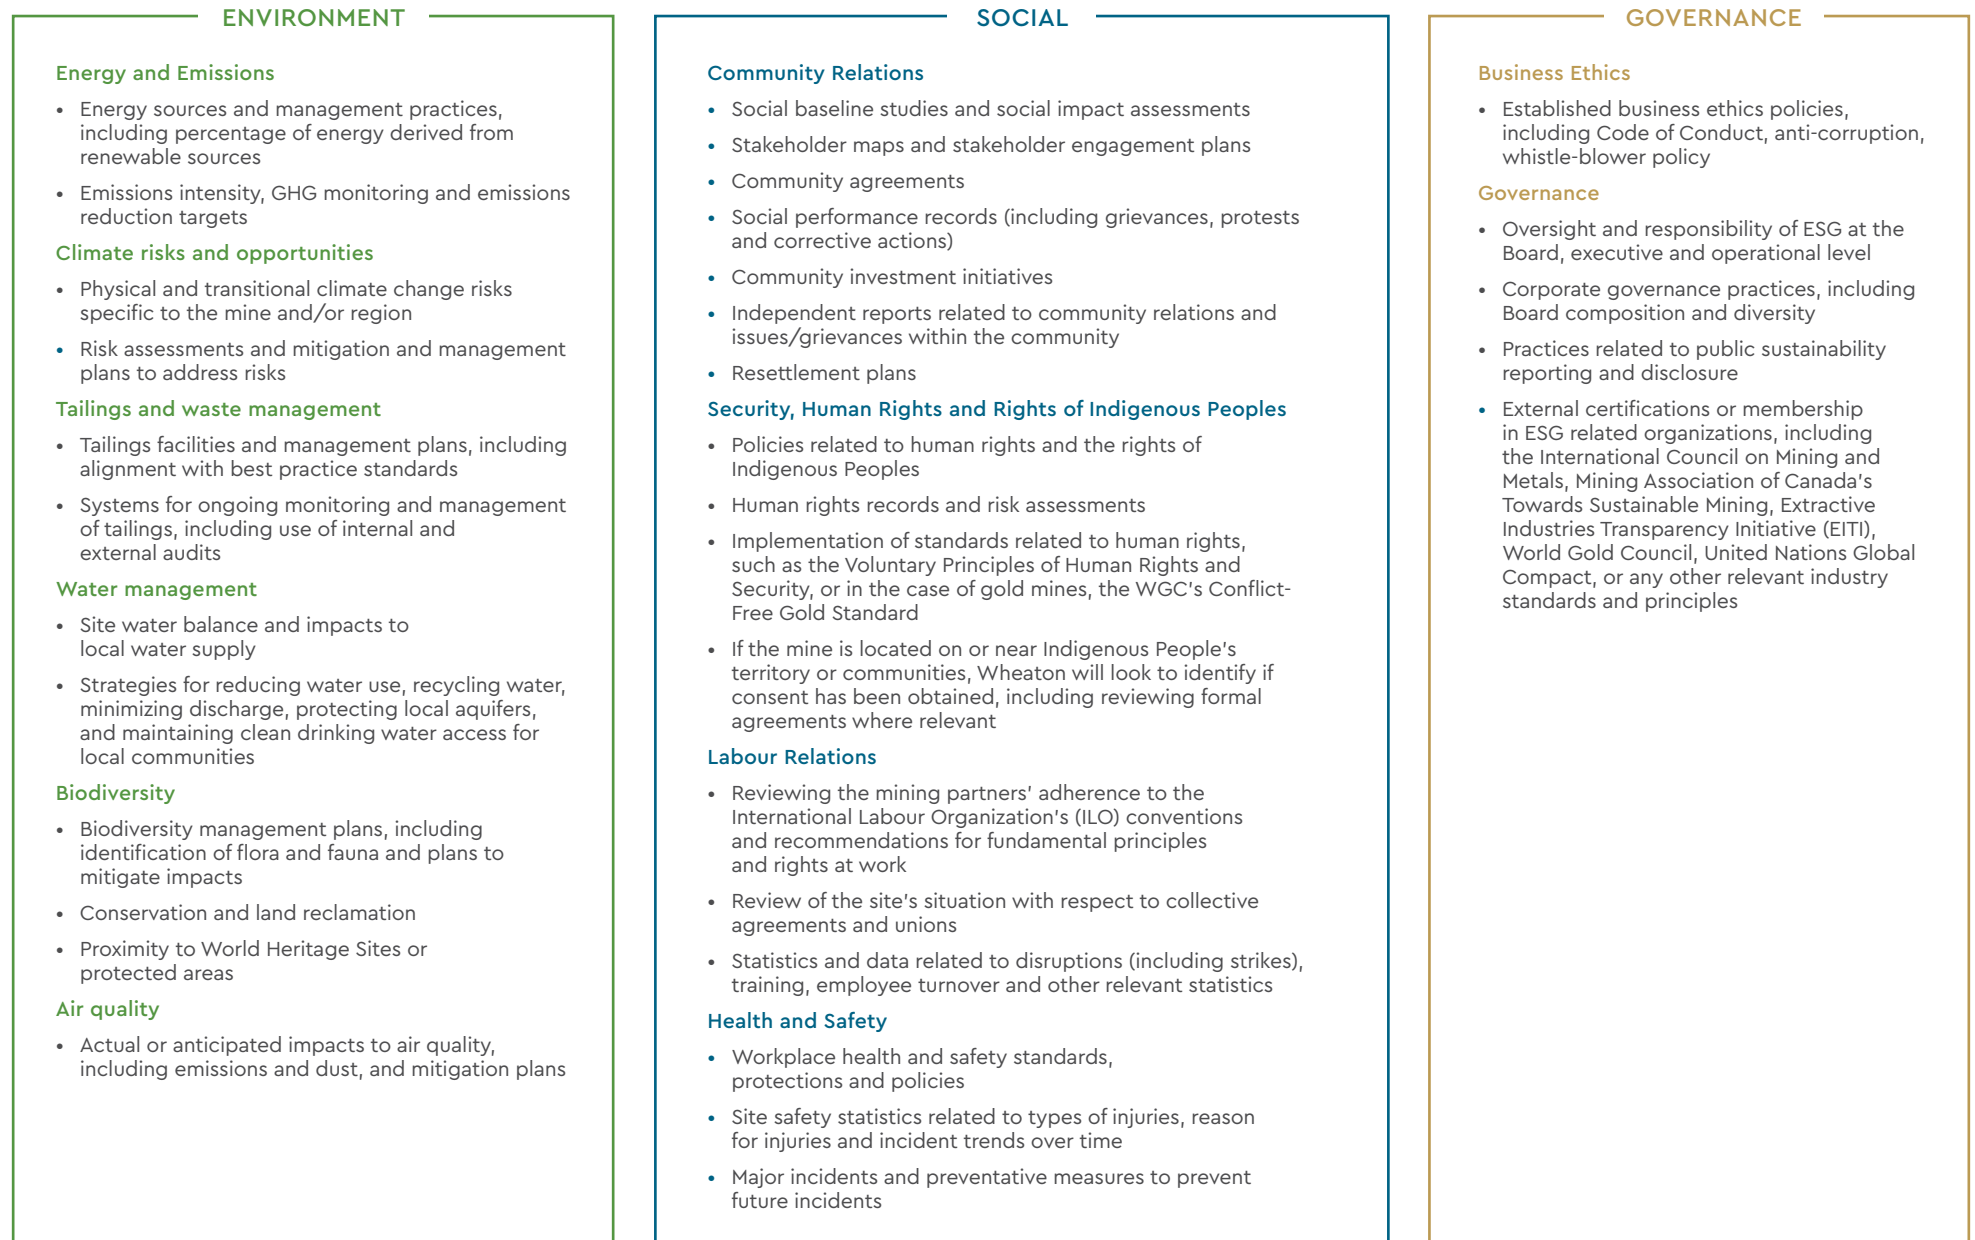 ENVIRONMENT
Energy and Emissions
• Energy sources and management practices,
including percentage of energy derived from
renewable sources
• Emissions intensity, GHG monitoring and emissions
reduction targets
Climate risks and opportunities
• Physical and transitional climate change risks
specific to the mine and/or region
• Risk assessments and mitigation and management
plans to address risks
Tailings and waste management
• Tailings facilities and management plans, including
alignment with best practice standards
• Systems for ongoing monitoring and management
of tailings, including use of internal and
external audits
Water management
• Site water balance and impacts to
local water supply
• Strategies for reducing water use, recycling water,
minimizing discharge, protecting local aquifers,
and maintaining clean drinking water access for
local communities
Biodiversity
• Biodiversity management plans, including
identification of flora and fauna and plans to
mitigate impacts
• Conservation and land reclamation
• Proximity to World Heritage Sites or
protected areas
Air quality
• Actual or anticipated impacts to air quality,
including emissions and dust, and mitigation plans
SOCIAL
Community Relations
• Social baseline studies and social impact assessments
• Stakeholder maps and stakeholder engagement plans
• Community agreements
• Social performance records (including grievances, protests
and corrective actions)
• Community investment initiatives
• Independent reports related to community relations and
issues/grievances within the community
• Resettlement plans
Security, Human Rights and Rights of Indigenous Peoples
• Policies related to human rights and the rights of
Indigenous Peoples
• Human rights records and risk assessments
• Implementation of standards related to human rights,
such as the Voluntary Principles of Human Rights and
Security, or in the case of gold mines, the WGC's Conflict-
Free Gold Standard
• If the mine is located on or near Indigenous People's
territory or communities, Wheaton will look to identify if
consent has been obtained, including reviewing formal
agreements where relevant
Labour Relations
• Reviewing the mining partners' adherence to the
International Labour Organization's (ILO) conventions
and recommendations for fundamental principles
and rights at work
• Review of the site's situation with respect to collective
agreements and unions
• Statistics and data related to disruptions (including strikes),
training, employee turnover and other relevant statistics
Health and Safety
• Workplace health and safety standards,
protections and policies
• Site safety statistics related to types of injuries, reason
for injuries and incident trends over time
• Major incidents and preventative measures to prevent
future incidents
GOVERNANCE
Business Ethics
• Established business ethics policies,
including Code of Conduct, anti-corruption,
whistle-blower policy
Governance
• Oversight and responsibility of ESG at the
Board, executive and operational level
• Corporate governance practices, including
Board composition and diversity
• Practices related to public sustainability
reporting and disclosure
• External certifications or membership
in ESG related organizations, including
the International Council on Mining and
Metals, Mining Association of Canada's
Towards Sustainable Mining, Extractive
Industries Transparency Initiative (EITI),
World Gold Council, United Nations Global
Compact, or any other relevant industry
standards and principles